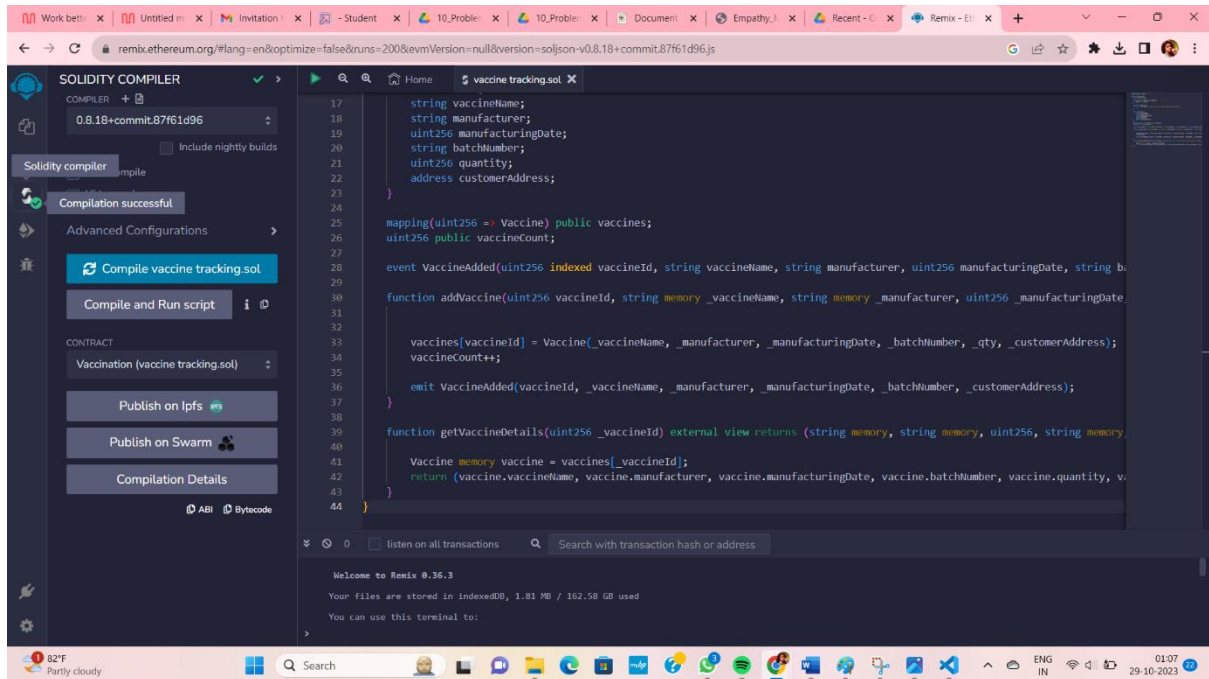 Work bette
Untitled m
Invitation
- Student
10_Problem
10_Problem
Document
Empathy_
Recent - G
Remix - Eth
remix.ethereum.org/#lang=en&optimize=false&runs=200&evmVersion=null&version=soljson-v0.8.18+commit.87f61d96.js
SOLIDITY COMPILER
COMPILER
0.8.18+commit.87f61d96
Include nightly builds
Solidity compiler
ompile
Compilation successful
Advanced Configurations
Compile vaccine tracking.sol
Compile and Run script
CONTRACT
Vaccination (vaccine tracking.sol)
Publish on Ipfs
Publish on Swarm
Compilation Details
ABI Bytecode
Home vaccine tracking.sol
17 string vaccineName;
18 string manufacturer;
19 uint256 manufacturingDate;
20 string batchNumber;
21 uint256 quantity;
22 address customerAddress;
23 }
24
25 mapping(uint256 => Vaccine) public vaccines;
26 uint256 public vaccineCount;
27
28 event VaccineAdded(uint256 indexed vaccineId, string vaccineName, string manufacturer, uint256 manufacturingDate, string ba
29
30 function addVaccine(uint256 vaccineId, string memory _vaccineName, string memory _manufacturer, uint256 _manufacturingDate,
31
32
33 vaccines[vaccineId] = Vaccine(_vaccineName, _manufacturer, _manufacturingDate, _batchNumber, _qty, _customerAddress);
34 vaccineCount++;
35
36 emit VaccineAdded(vaccineId, _vaccineName, _manufacturer, _manufacturingDate, _batchNumber, _customerAddress);
37 }
38
39 function getVaccineDetails(uint256 _vaccineId) external view returns (string memory, string memory, uint256, string memory,
40
41 Vaccine memory vaccine = vaccines[_vaccineId];
42 return (vaccine.vaccineName, vaccine.manufacturer, vaccine.manufacturingDate, vaccine.batchNumber, vaccine.quantity, va
43 }
44 }
0 listen on all transactions Search with transaction hash or address
Welcome to Remix 0.36.3
Your files are stored in indexedDB, 1.81 MB / 162.58 GB used
You can use this terminal to:
>
82°F
Partly cloudy
Search
ENG
IN
01:07
29-10-2023
22